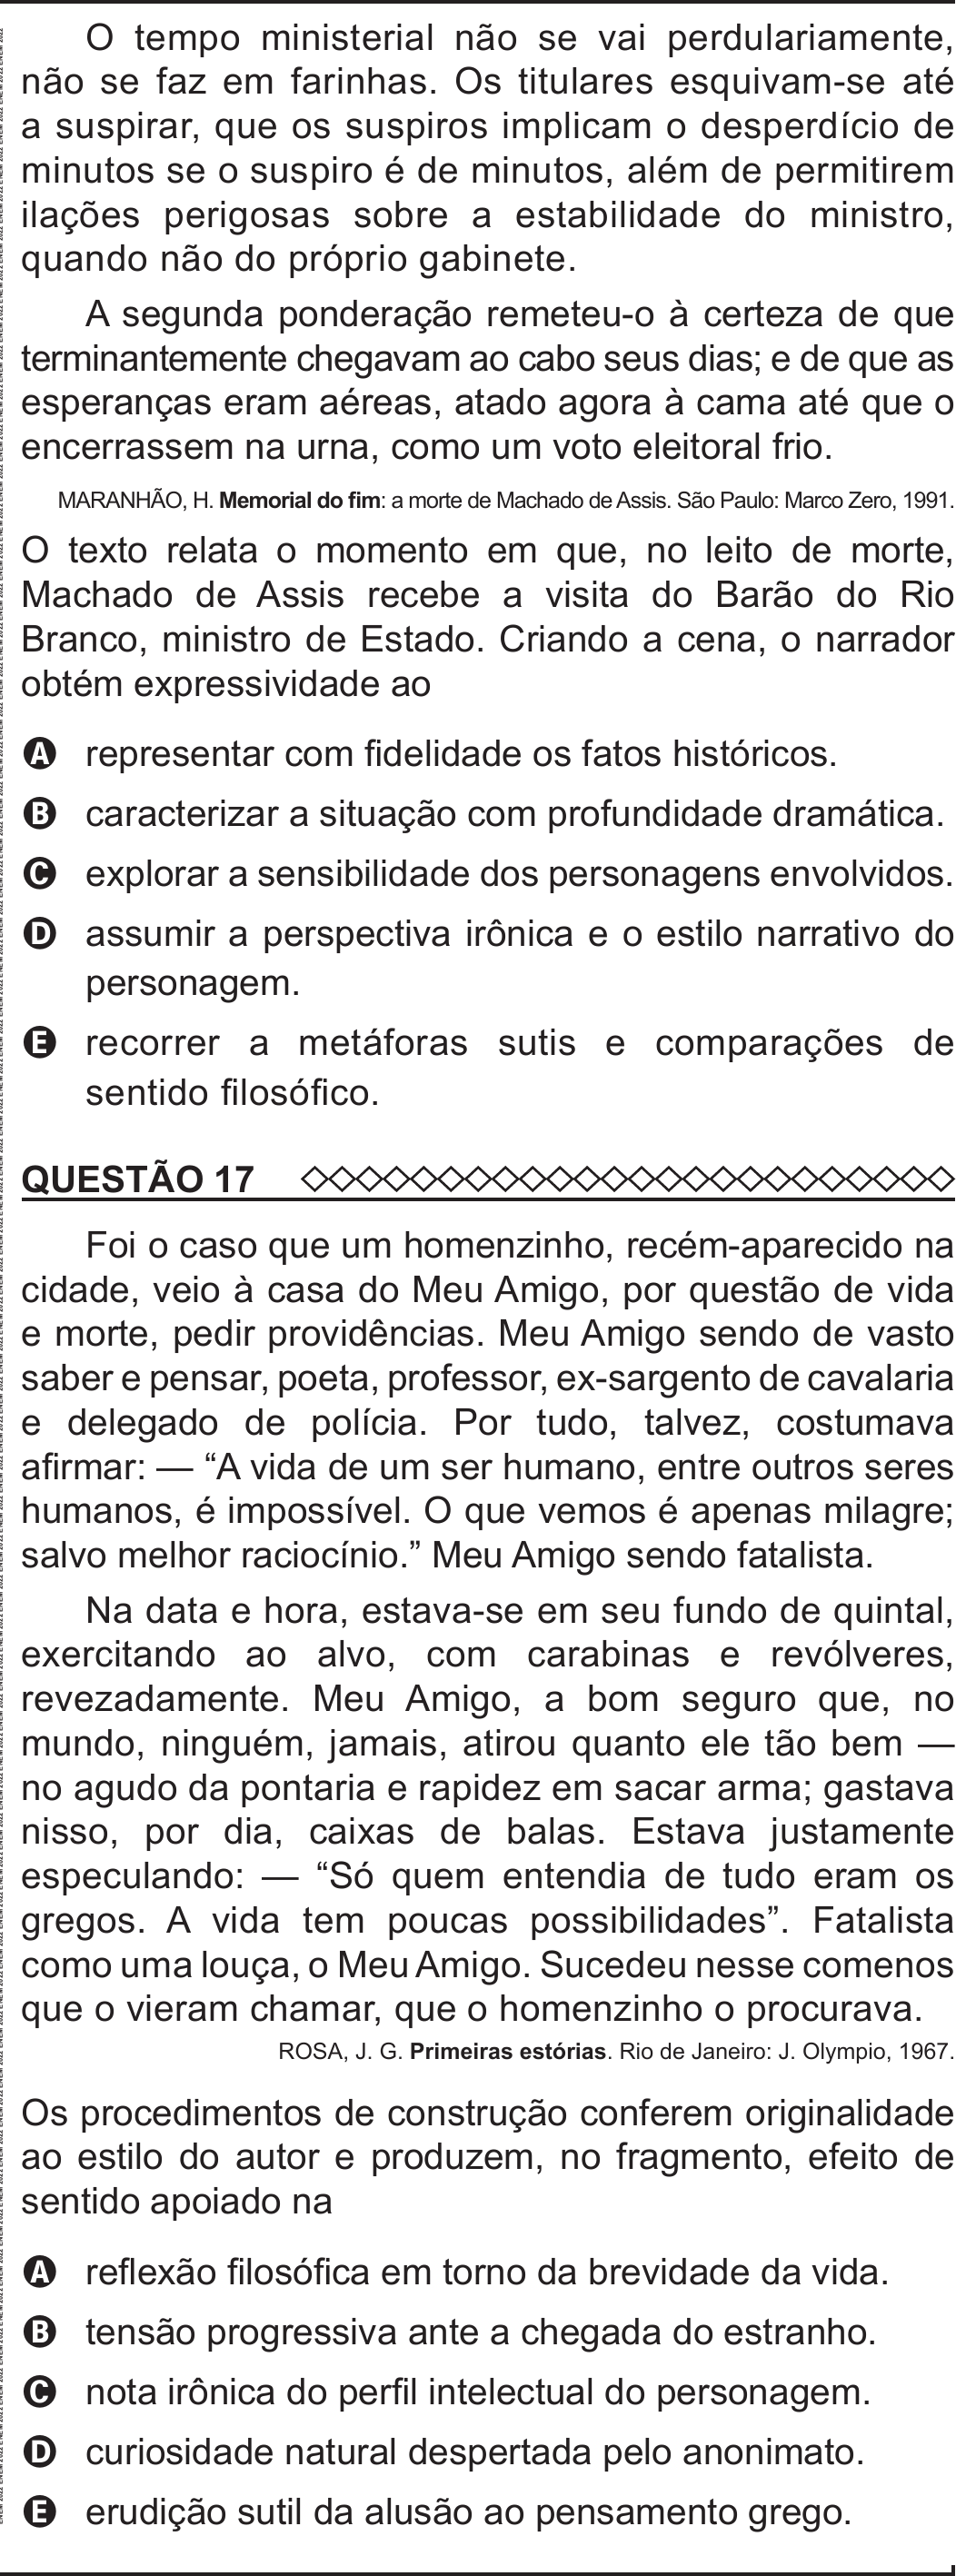 O tempo ministerial não se vai perdulariamente,
não se faz em farinhas. Os titulares esquivam-se até
a suspirar, que os suspiros implicam o desperdício de
minutos se o suspiro é de minutos, além de permitirem
ilações perigosas sobre a estabilidade do ministro,
quando não do próprio gabinete.
A segunda ponderação remeteu-o à certeza de que
terminantemente chegavam ao cabo seus dias; e de que as
esperanças eram aéreas, atado agora à cama até que o
encerrassem na urna, como um voto eleitoral frio.
MARANHÃO, H. Memorial do fim: a morte de Machado de Assis. São Paulo: Marco Zero, 1991.
O texto relata o momento em que, no leito de morte,
Machado de Assis recebe a visita do Barão do Rio
Branco, ministro de Estado. Criando a cena, o narrador
obtém expressividade ao
A representar com fidelidade os fatos históricos.
B caracterizar a situação com profundidade dramática.
C explorar a sensibilidade dos personagens envolvidos.
D assumir a perspectiva irônica e o estilo narrativo do
personagem.
E recorrer a metáforas sutis e comparações de
sentido filosófico.
QUESTÃO 17
Foi o caso que um homenzinho, recém-aparecido na
cidade, veio à casa do Meu Amigo, por questão de vida
e morte, pedir providências. Meu Amigo sendo de vasto
saber e pensar, poeta, professor, ex-sargento de cavalaria
e delegado de polícia. Por tudo, talvez, costumava
afirmar: — “A vida de um ser humano, entre outros seres
humanos, é impossível. O que vemos é apenas milagre;
salvo melhor raciocínio.” Meu Amigo sendo fatalista.
Na data e hora, estava-se em seu fundo de quintal,
exercitando ao alvo, com carabinas e revólveres,
revezadamente. Meu Amigo, a bom seguro que, no
mundo, ninguém, jamais, atirou quanto ele tão bem —
no agudo da pontaria e rapidez em sacar arma; gastava
nisso, por dia, caixas de balas. Estava justamente
especulando: — “Só quem entendia de tudo eram os
gregos. A vida tem poucas possibilidades”. Fatalista
como uma louça, o Meu Amigo. Sucedeu nesse comenos
que o vieram chamar, que o homenzinho o procurava.
ROSA, J. G. Primeiras estórias. Rio de Janeiro: J. Olympio, 1967.
Os procedimentos de construção conferem originalidade
ao estilo do autor e produzem, no fragmento, efeito de
sentido apoiado na
A reflexão filosófica em torno da brevidade da vida.
B tensão progressiva ante a chegada do estranho.
C nota irônica do perfil intelectual do personagem.
D curiosidade natural despertada pelo anonimato.
E erudição sutil da alusão ao pensamento grego.